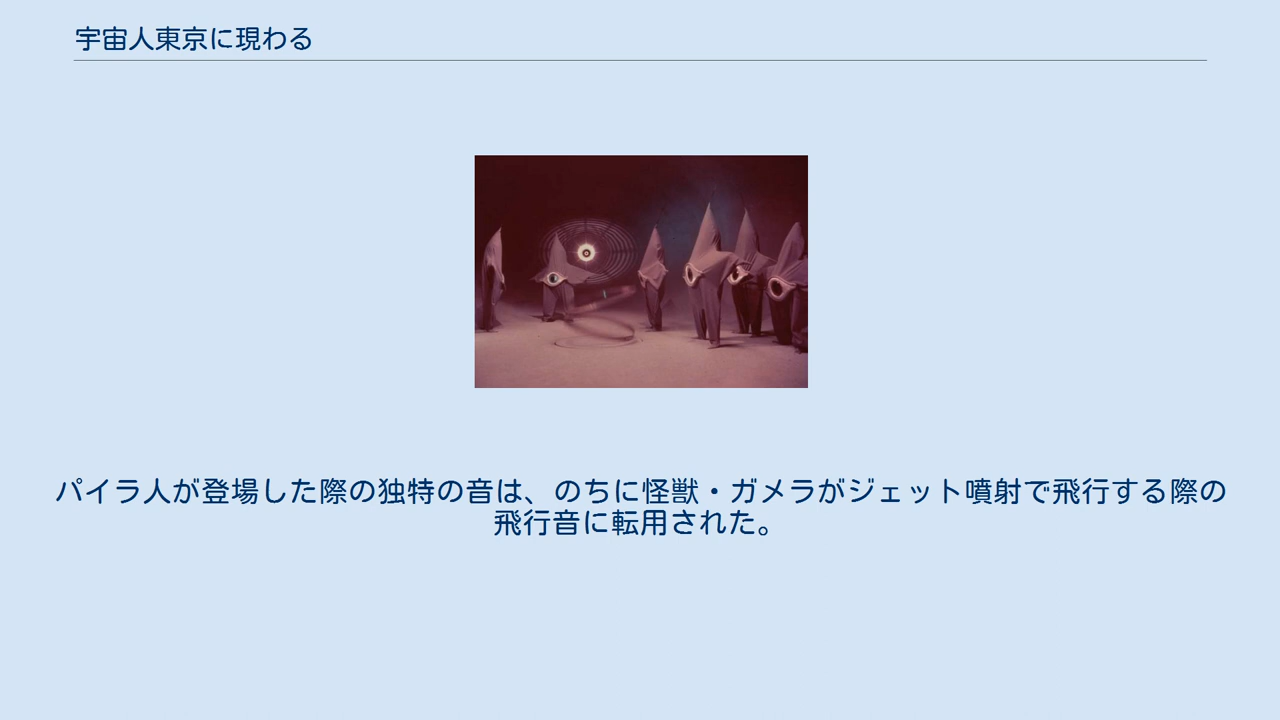 宇宙人東京に現わる
パイラ人が登場した際の独特の音は、のちに怪獣・ガメラがジェット噴射で飛行する際の
飛行音に転用された。